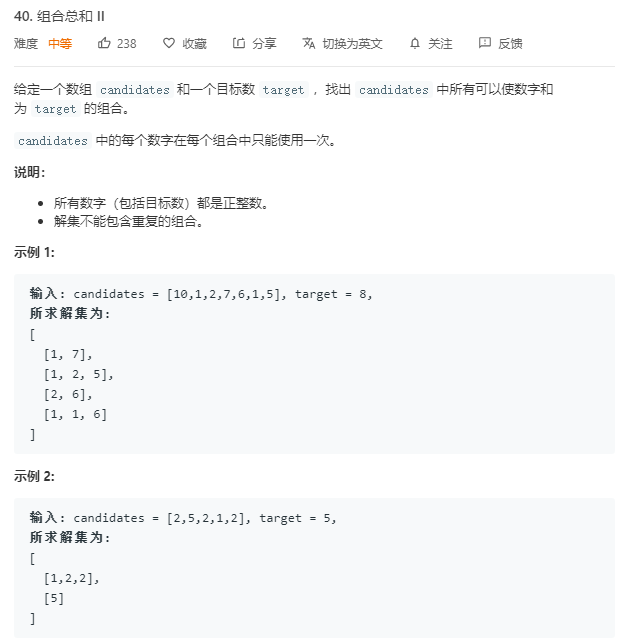 40. 组合总和 II
难度 中等 238 收藏 分享 切换为英文 关注 反馈
给定一个数组 candidates 和一个目标数 target ，找出 candidates 中所有可以使数字和
为 target 的组合。
candidates 中的每个数字在每个组合中只能使用一次。
说明：
所有数字（包括目标数）都是正整数。
解集不能包含重复的组合。
示例 1:
输入: candidates = [10,1,2,7,6,1,5], target = 8,
所求解集为:
[
[1, 7],
[1, 2, 5],
[2, 6],
[1, 1, 6]
]
示例 2:
输入: candidates = [2,5,2,1,2], target = 5,
所求解集为:
[
[1,2,2],
[5]
]